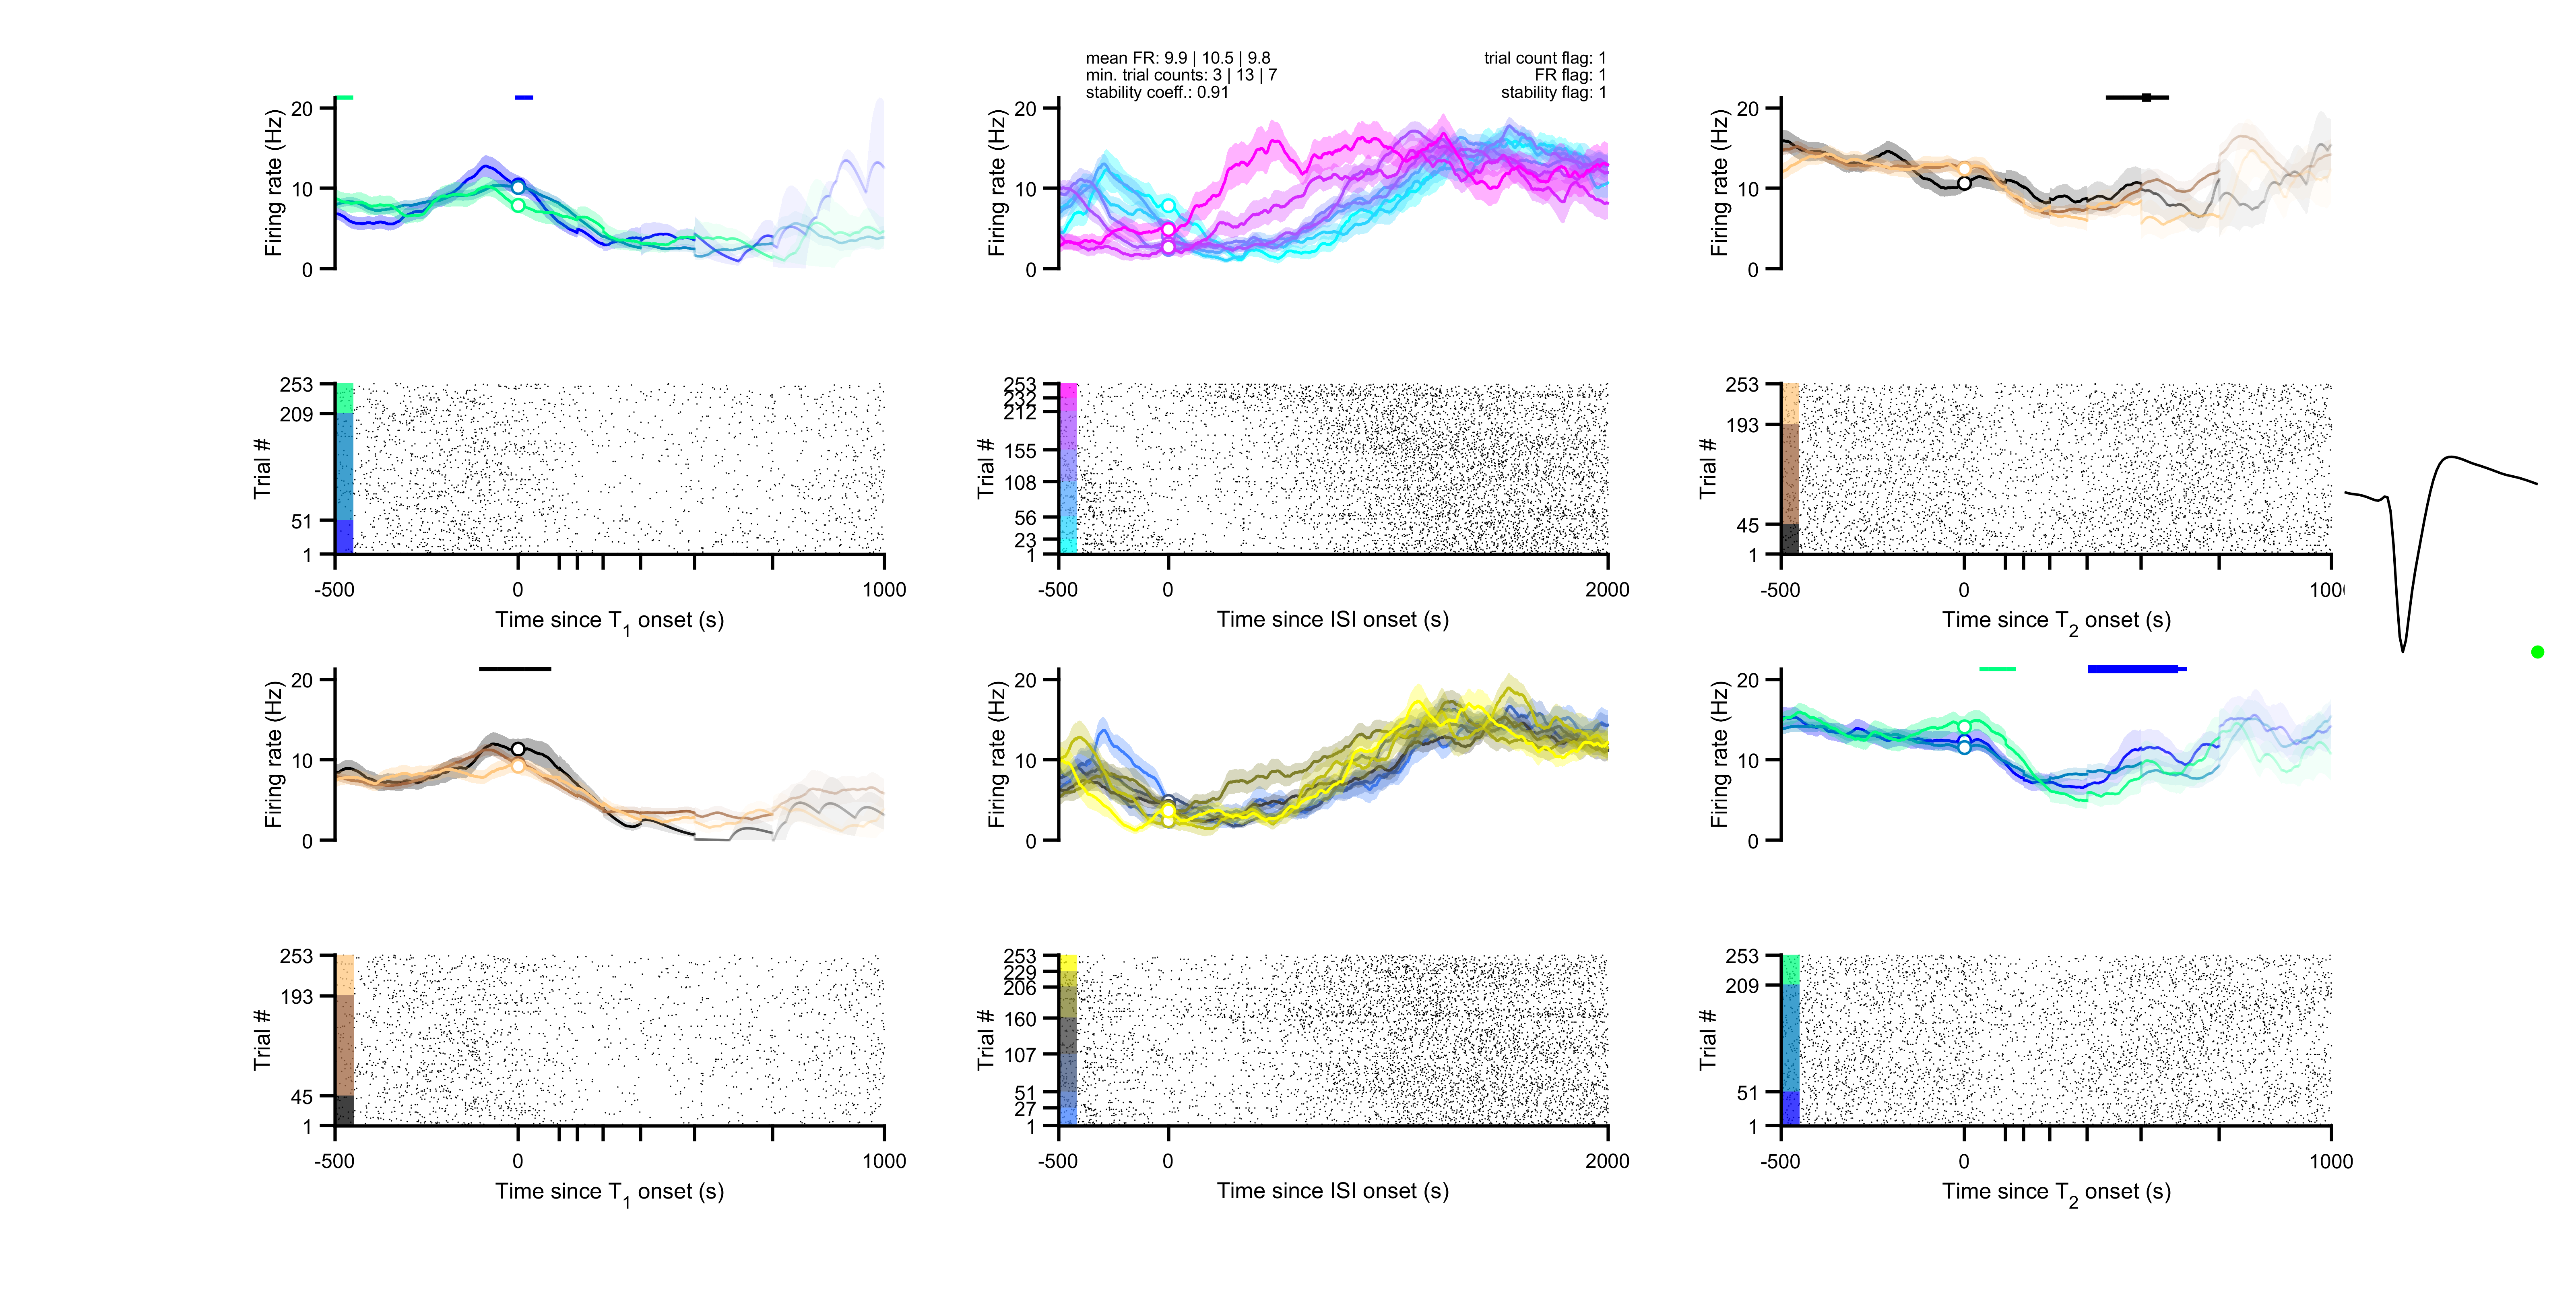 mean FR: 9.9 | 10.5 | 9.8
min. trial counts: 3 | 13 | 7
stability coeff.: 0.91
trial count flag: 1
FR flag: 1
stability flag: 1
Firing rate (Hz)
20
10
0
Firing rate (Hz)
20
10
0
Firing rate (Hz)
20
10
0
Trial #
253
209
51
1
-500
0
1000
Time since T1 onset (s)
Trial #
253
232
212
155
108
56
23
1
-500
0
2000
Time since ISI onset (s)
Trial #
253
193
45
1
-500
0
100
Time since T2 onset (s)
Firing rate (Hz)
20
10
0
Firing rate (Hz)
20
10
0
Firing rate (Hz)
20
10
0
Trial #
253
193
45
1
-500
0
1000
Time since T1 onset (s)
Trial #
253
229
206
160
107
51
27
1
-500
0
2000
Time since ISI onset (s)
Trial #
253
209
51
1
-500
0
1000
Time since T2 onset (s)